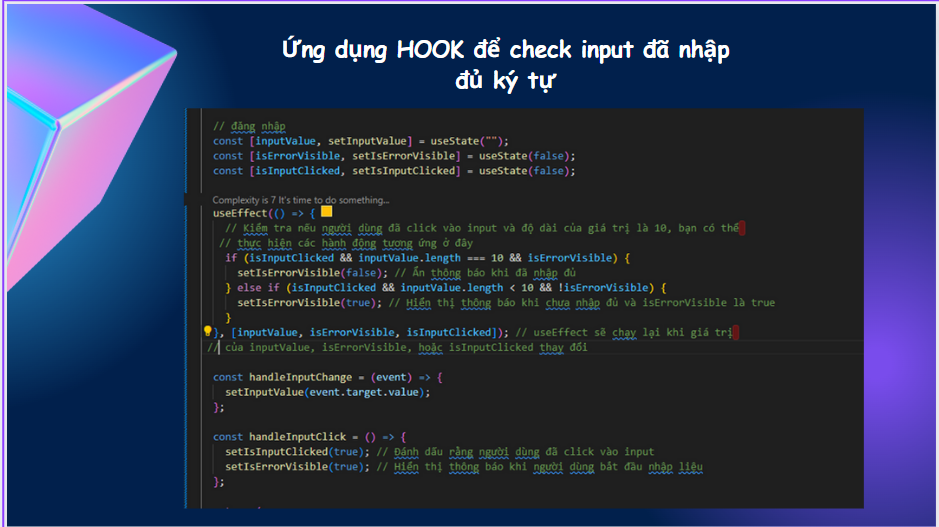 Ứng dụng HOOK để check input đã nhập
đủ ký tự
// đăng nhập
const [inputValue, setInputValue] = useState("");
const [isErrorVisible, setIsErrorVisible] = useState(false);
const [isInputClicked, setIsInputClicked] = useState(false);
Complexity is 7 It's time to do something...
useEffect(() => {
// Kiểm tra nếu người dùng đã click vào input và độ dài của giá trị là 10, bạn có thể
// thực hiện các hành động tương ứng ở đây
if (isInputClicked && inputValue.length === 10 && isErrorVisible) {
setIsErrorVisible(false); // Ẩn thông báo khi đã nhập đủ
} else if (isInputClicked && inputValue.length < 10 && !isErrorVisible) {
setIsErrorVisible(true); // Hiển thị thông báo khi chưa nhập đủ và isErrorVisible là true
}
}, [inputValue, isErrorVisible, isInputClicked]); // useEffect sẽ chạy lại khi giá trị
// của inputValue, isErrorVisible, hoặc isInputClicked thay đổi
const handleInputChange = (event) => {
setInputValue(event.target.value);
};
const handleInputClick = () => {
setIsInputClicked(true); // Đánh dấu rằng người dùng đã click vào input
setIsErrorVisible(true); // Hiển thị thông báo khi người dùng bắt đầu nhập liệu
};